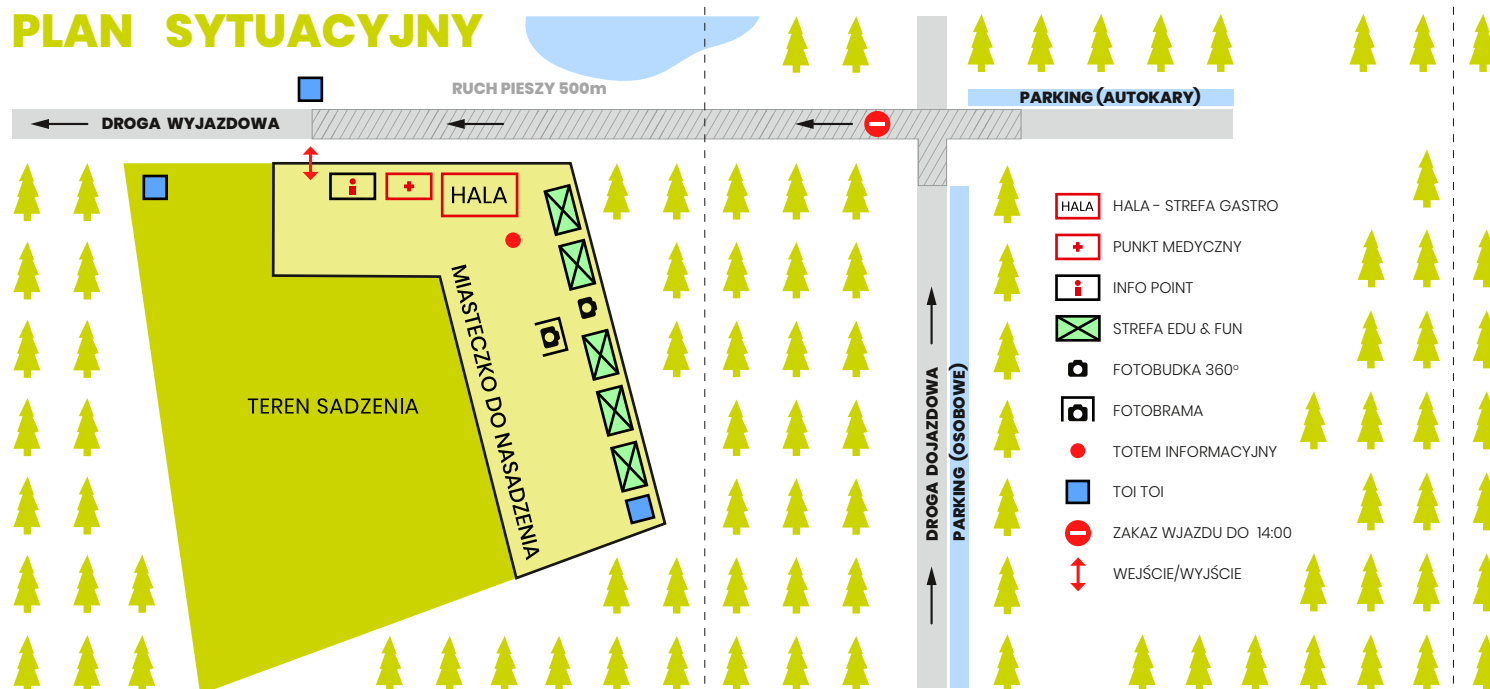 PLAN SYTUACYJNY
RUCH PIESZY 500m
PARKING (AUTOKARY)
DROGA WYJAZDOWA
HALA
MIASTECZKO DO NASADZENIA
TEREN SADZENIA
DROGA DOJAZDOWA
PARKING (OSOBOWE)
HALA HALA - STREFA GASTRO
PUNKT MEDYCZNY
INFO POINT
STREFA EDU & FUN
FOTOBUDKA 360º
FOTOBRAMA
TOTEM INFORMACYJNY
TOI TOI
ZAKAZ WJAZDU DO 14:00
WEJŚCIE/WYJŚCIE